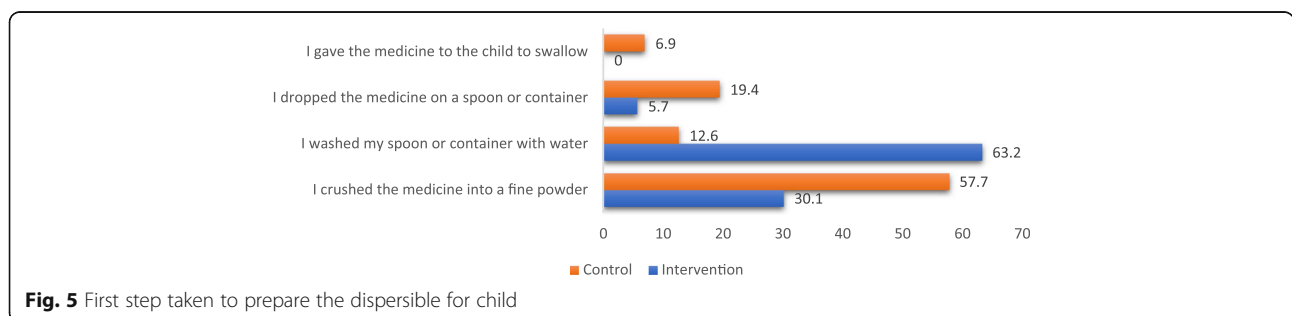 I gave the medicine to the child to swallow
6.9
0
I dropped the medicine on a spoon or container
19.4
5.7
I washed my spoon or container with water
12.6
63.2
I crushed the medicine into a fine powder
57.7
30.1
0 10 20 30 40 50 60 70
Control Intervention
Fig. 5 First step taken to prepare the dispersible for child